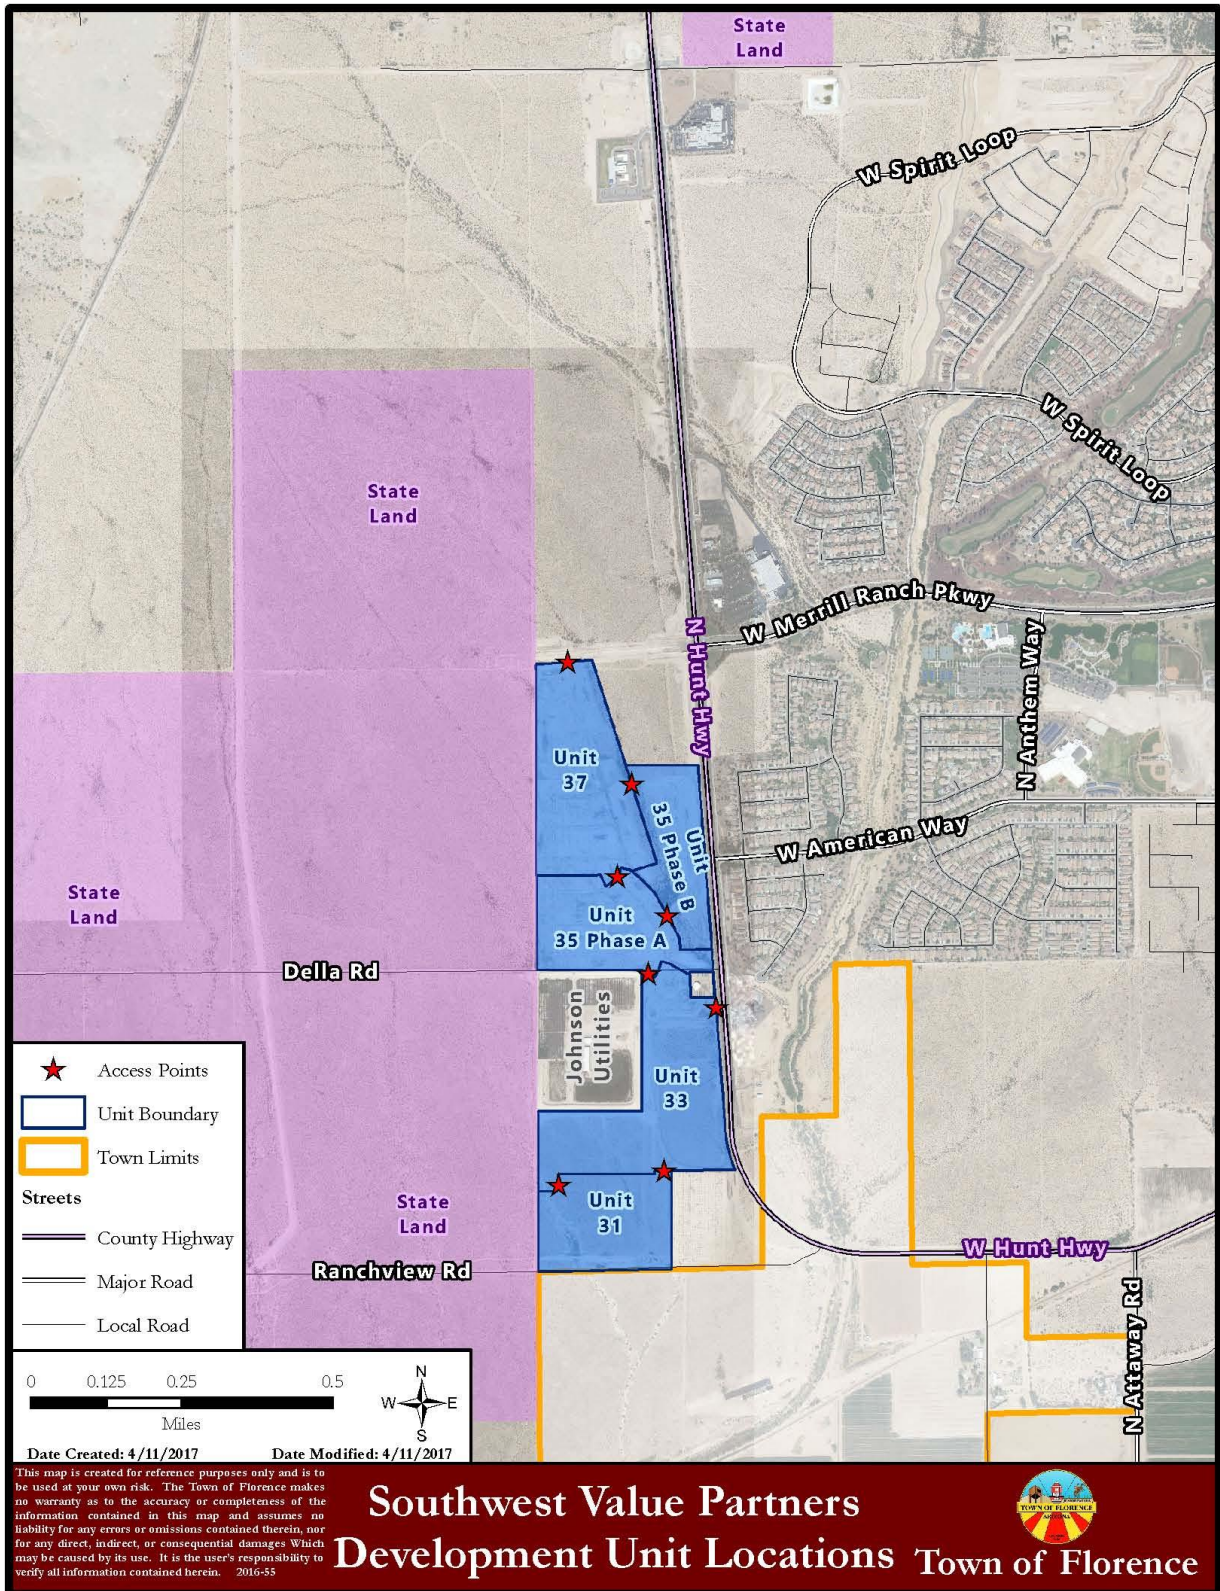 State
Land
W Spirit Loop
W Spirit Loop
State
Land
W Merrill Ranch Pkwy
N Hunt Hwy
N Anthem Way
Unit
37
Unit
35 Phase B
W American Way
State
Land
Unit
35 Phase A
Della Rd
Johnson
Utilities
Unit
33
Access Points
Unit Boundary
Town Limits
Streets
County Highway
Major Road
Local Road
State
Land
Unit
31
W Hunt Hwy
Ranchview Rd
N Attaway Rd
0 0.125 0.25 0.5
Miles
N
W E
S
Date Created: 4/11/2017 Date Modified: 4/11/2017
This map is created for reference purposes only and is to
be used at your own risk. The Town of Florence makes
no warranty as to the accuracy or completeness of the
information contained in this map and assumes no
liability for any errors or omissions contained therein, nor
for any direct, indirect, or consequential damages Which
may be caused by its use. It is the user's responsibility to
verify all information contained herein. 2016-55
Southwest Value Partners
Development Unit Locations
TOWN OF FLORENCE
ARIZONA
Town of Florence